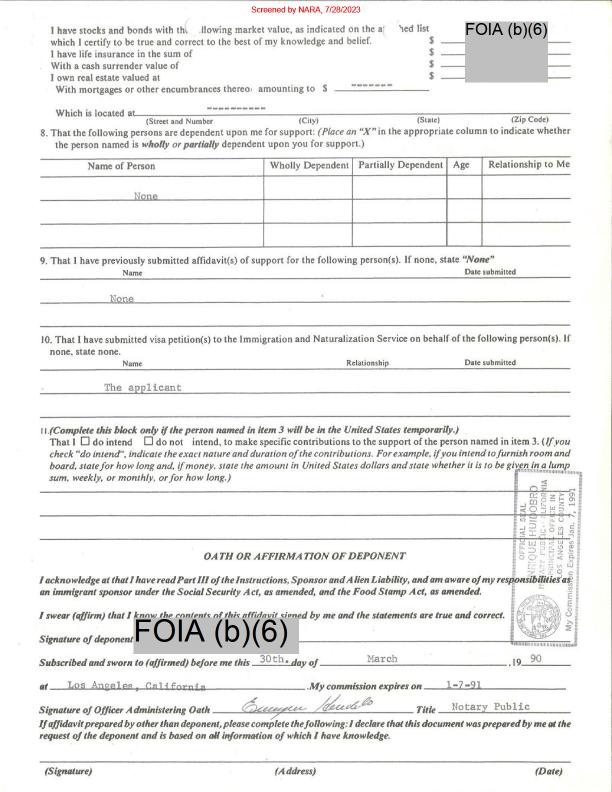 Screened by NARA, 7/28/2023
I have stocks and bonds with th llowing market value, as indicated on the a hed list
which I certify to be true and correct to the best of my knowledge and belief. $ FOIA (b)(6)
I have life insurance in the sum of $
With a cash surrender value of $
I own real estate valued at $
With mortgages or other encumbrances thereo amounting to $ -------
Which is located at ----------
(Street and Number) (City) (State) (Zip Code)
8. That the following persons are dependent upon me for support: (Place an "X" in the appropriate column to indicate whether
the person named is wholly or partially dependent upon you for support.)
Name of Person Wholly Dependent Partially Dependent Age Relationship to Me
None
9. That I have previously submitted affidavit(s) of support for the following person(s). If none, state "None"
Name Date submitted
None
10. That I have submitted visa petition(s) to the Immigration and Naturalization Service on behalf of the following person(s). If
none, state none.
Name Relationship Date submitted
The applicant
11.(Complete this block only if the person named in item 3 will be in the United States temporarily.)
That I ☐ do intend ☐ do not intend, to make specific contributions to the support of the person named in item 3. (If you
check "do intend", indicate the exact nature and duration of the contributions. For example, if you intend to furnish room and
board, state for how long and, if money, state the amount in United States dollars and state whether it is to be given in a lump
sum, weekly, or monthly, or for how long.)
OFFICIAL SEAL
ENRIQUE HUIDOBRO
NOTARY PUBLIC-CALIFORNIA
PRINCIPAL OFFICE IN
LOS ANGELES COUNTY
My Commission Expires Jan. 7, 1991
OATH OR AFFIRMATION OF DEPONENT
I acknowledge at that I have read Part III of the Instructions, Sponsor and Alien Liability, and am aware of my responsibilities as
an immigrant sponsor under the Social Security Act, as amended, and the Food Stamp Act, as amended.
I swear (affirm) that I know the contents of this affidavit signed by me and the statements are true and correct.
Signature of deponent FOIA (b)(6)
Subscribed and sworn to (affirmed) before me this 30th. day of March ,19 90
at Los Angeles, California .My commission expires on 1-7-91
Signature of Officer Administering Oath Title Notary Public
If affidavit prepared by other than deponent, please complete the following: I declare that this document was prepared by me at the
request of the deponent and is based on all information of which I have knowledge.
(Signature) (Address) (Date)